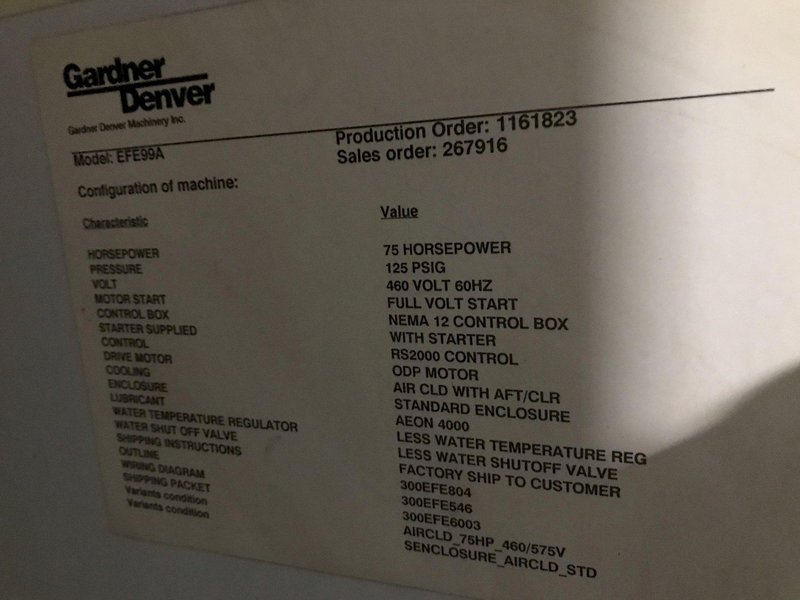 Gardner
Denver
Gardner Denver Machinery Inc.
Model: EFE99A
Production Order: 1161823
Sales order: 267916
Configuration of machine:
Characteristic Value
HORSEPOWER 75 HORSEPOWER
PRESSURE 125 PSIG
VOLT 460 VOLT 60HZ
MOTOR START FULL VOLT START
CONTROL BOX NEMA 12 CONTROL BOX
STARTER SUPPLIED WITH STARTER
CONTROL RS2000 CONTROL
DRIVE MOTOR ODP MOTOR
COOLING AIR CLD WITH AFT/CLR
ENCLOSURE STANDARD ENCLOSURE
LUBRICANT AEON 4000
WATER TEMPERATURE REGULATOR LESS WATER TEMPERATURE REG
WATER SHUT OFF VALVE LESS WATER SHUTOFF VALVE
SHIPPING INSTRUCTIONS FACTORY SHIP TO CUSTOMER
OUTLINE 300EFE804
WIRING DIAGRAM 300EFE546
SHIPPING PACKET 300EFE6003
Variants condition AIRCLD_75HP_460/575V
Variants condition SENCLOSURE_AIRCLD_STD